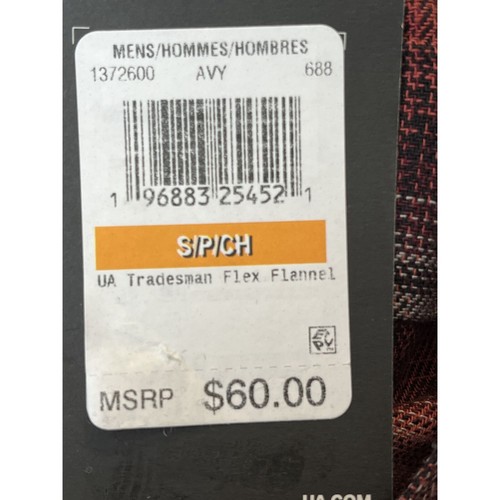 MENS/HOMMES/HOMBRES
1372600 AVY 688
1 96883 25452 1
S/P/CH
UA Tradesman Flex Flannel
MSRP $60.00
UA.COM